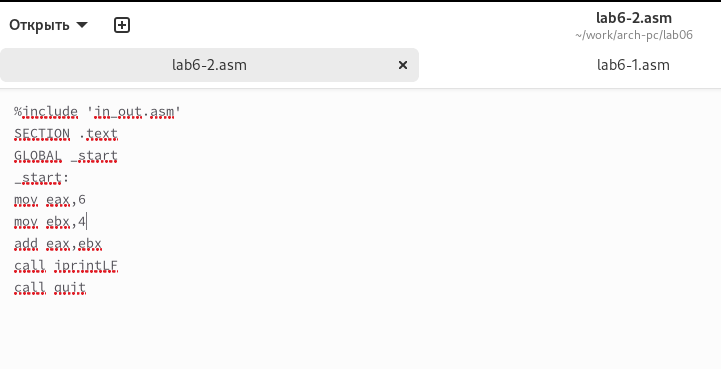 Открыть
lab6-2.asm
~/work/arch-pc/lab06
lab6-2.asm
lab6-1.asm
%include 'in_out.asm'
SECTION .text
GLOBAL _start
_start:
mov eax,6
mov ebx,4
add eax,ebx
call iprintLF
call quit